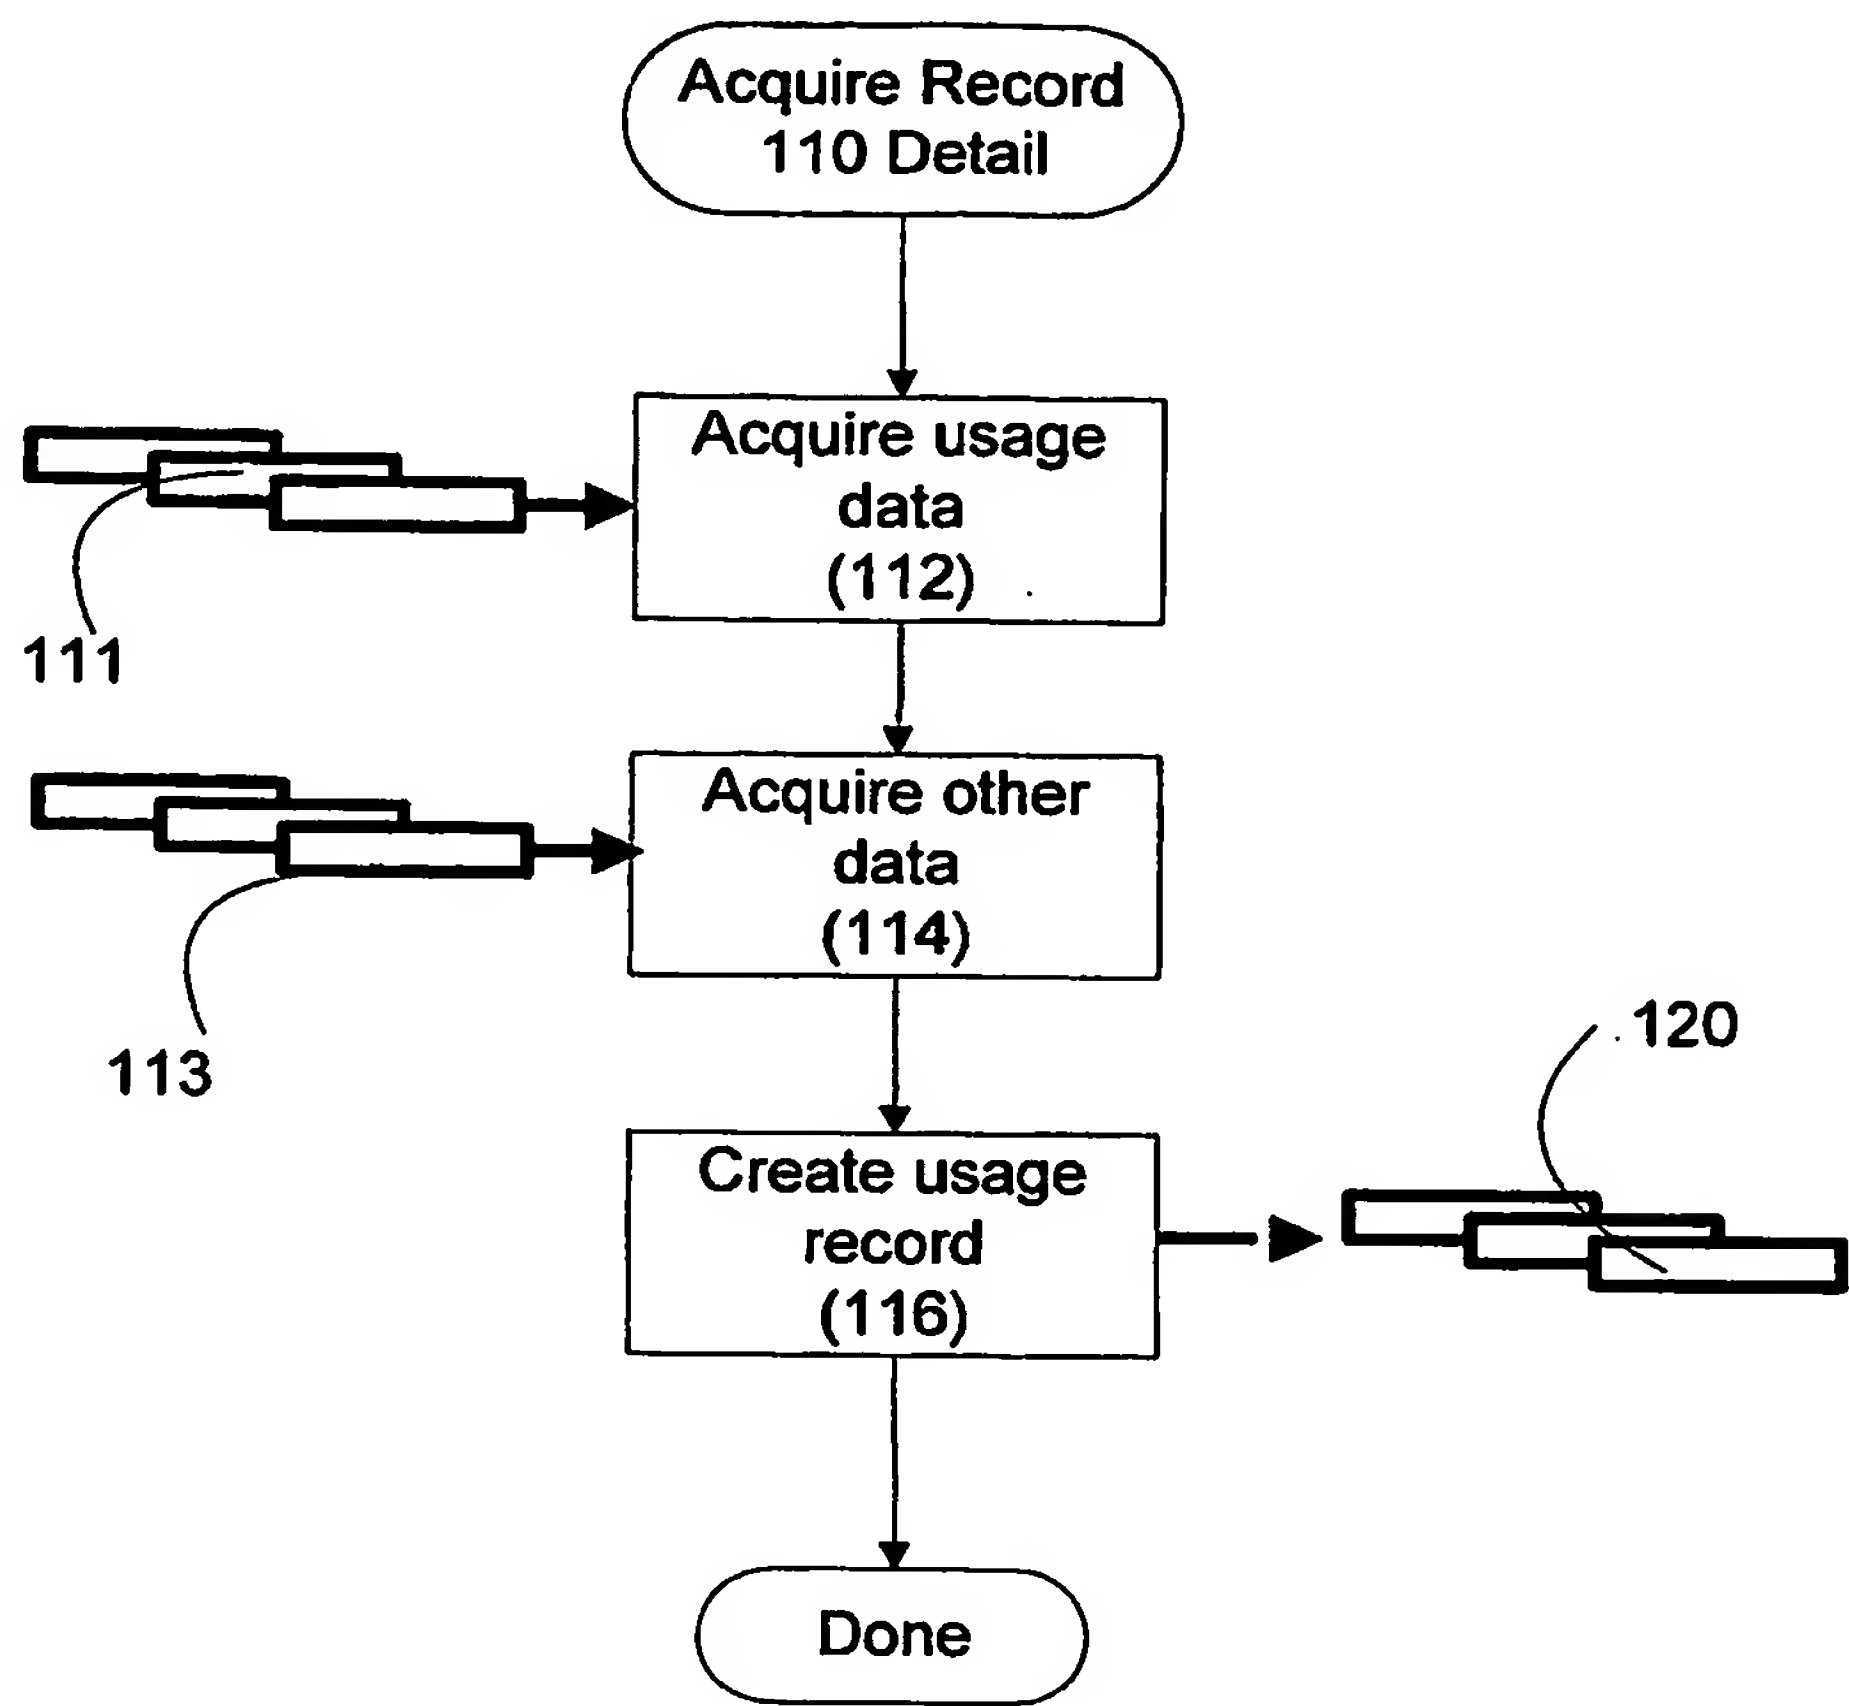 Acquire Record
110 Detail
Acquire usage
data
(112)
111
Acquire other
data
(114)
113
120
Create usage
record
(116)
Done